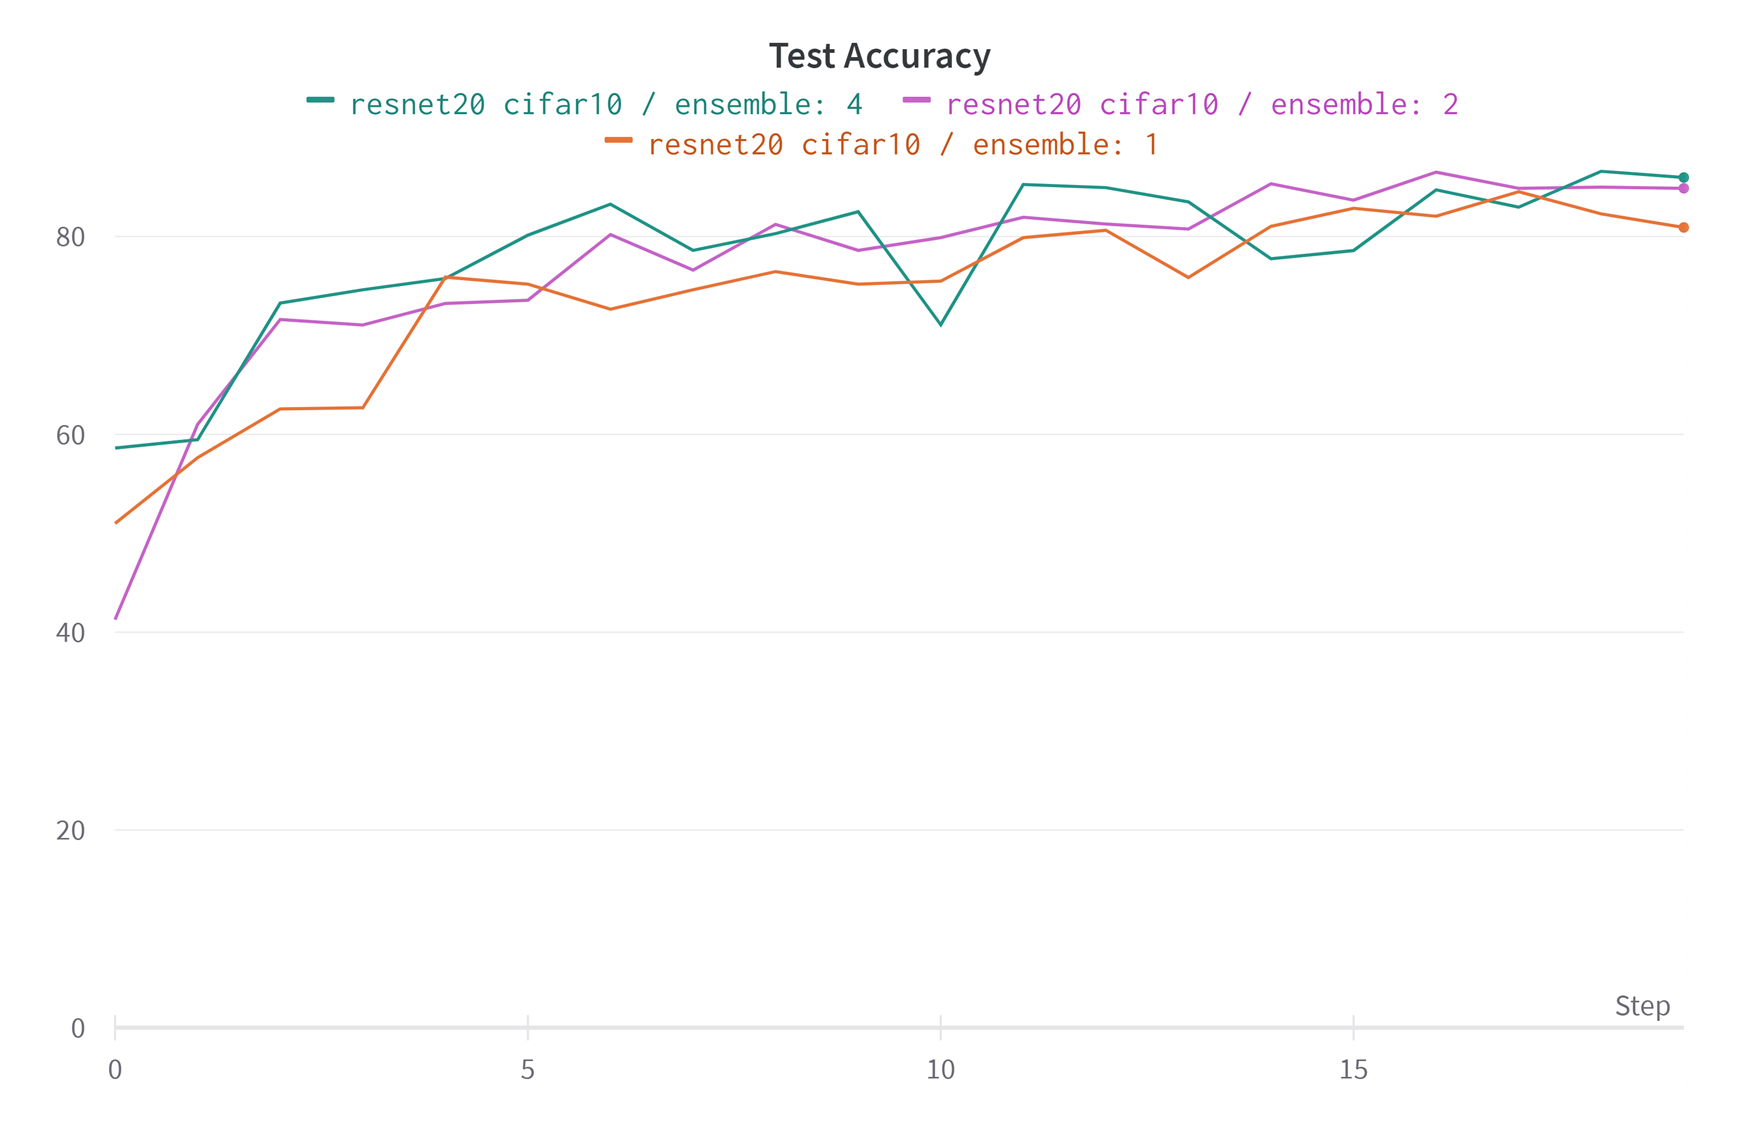 Test Accuracy
resnet20 cifar10 / ensemble: 4 resnet20 cifar10 / ensemble: 2
resnet20 cifar10 / ensemble: 1
80
60
40
20
0
Step
0 5 10 15